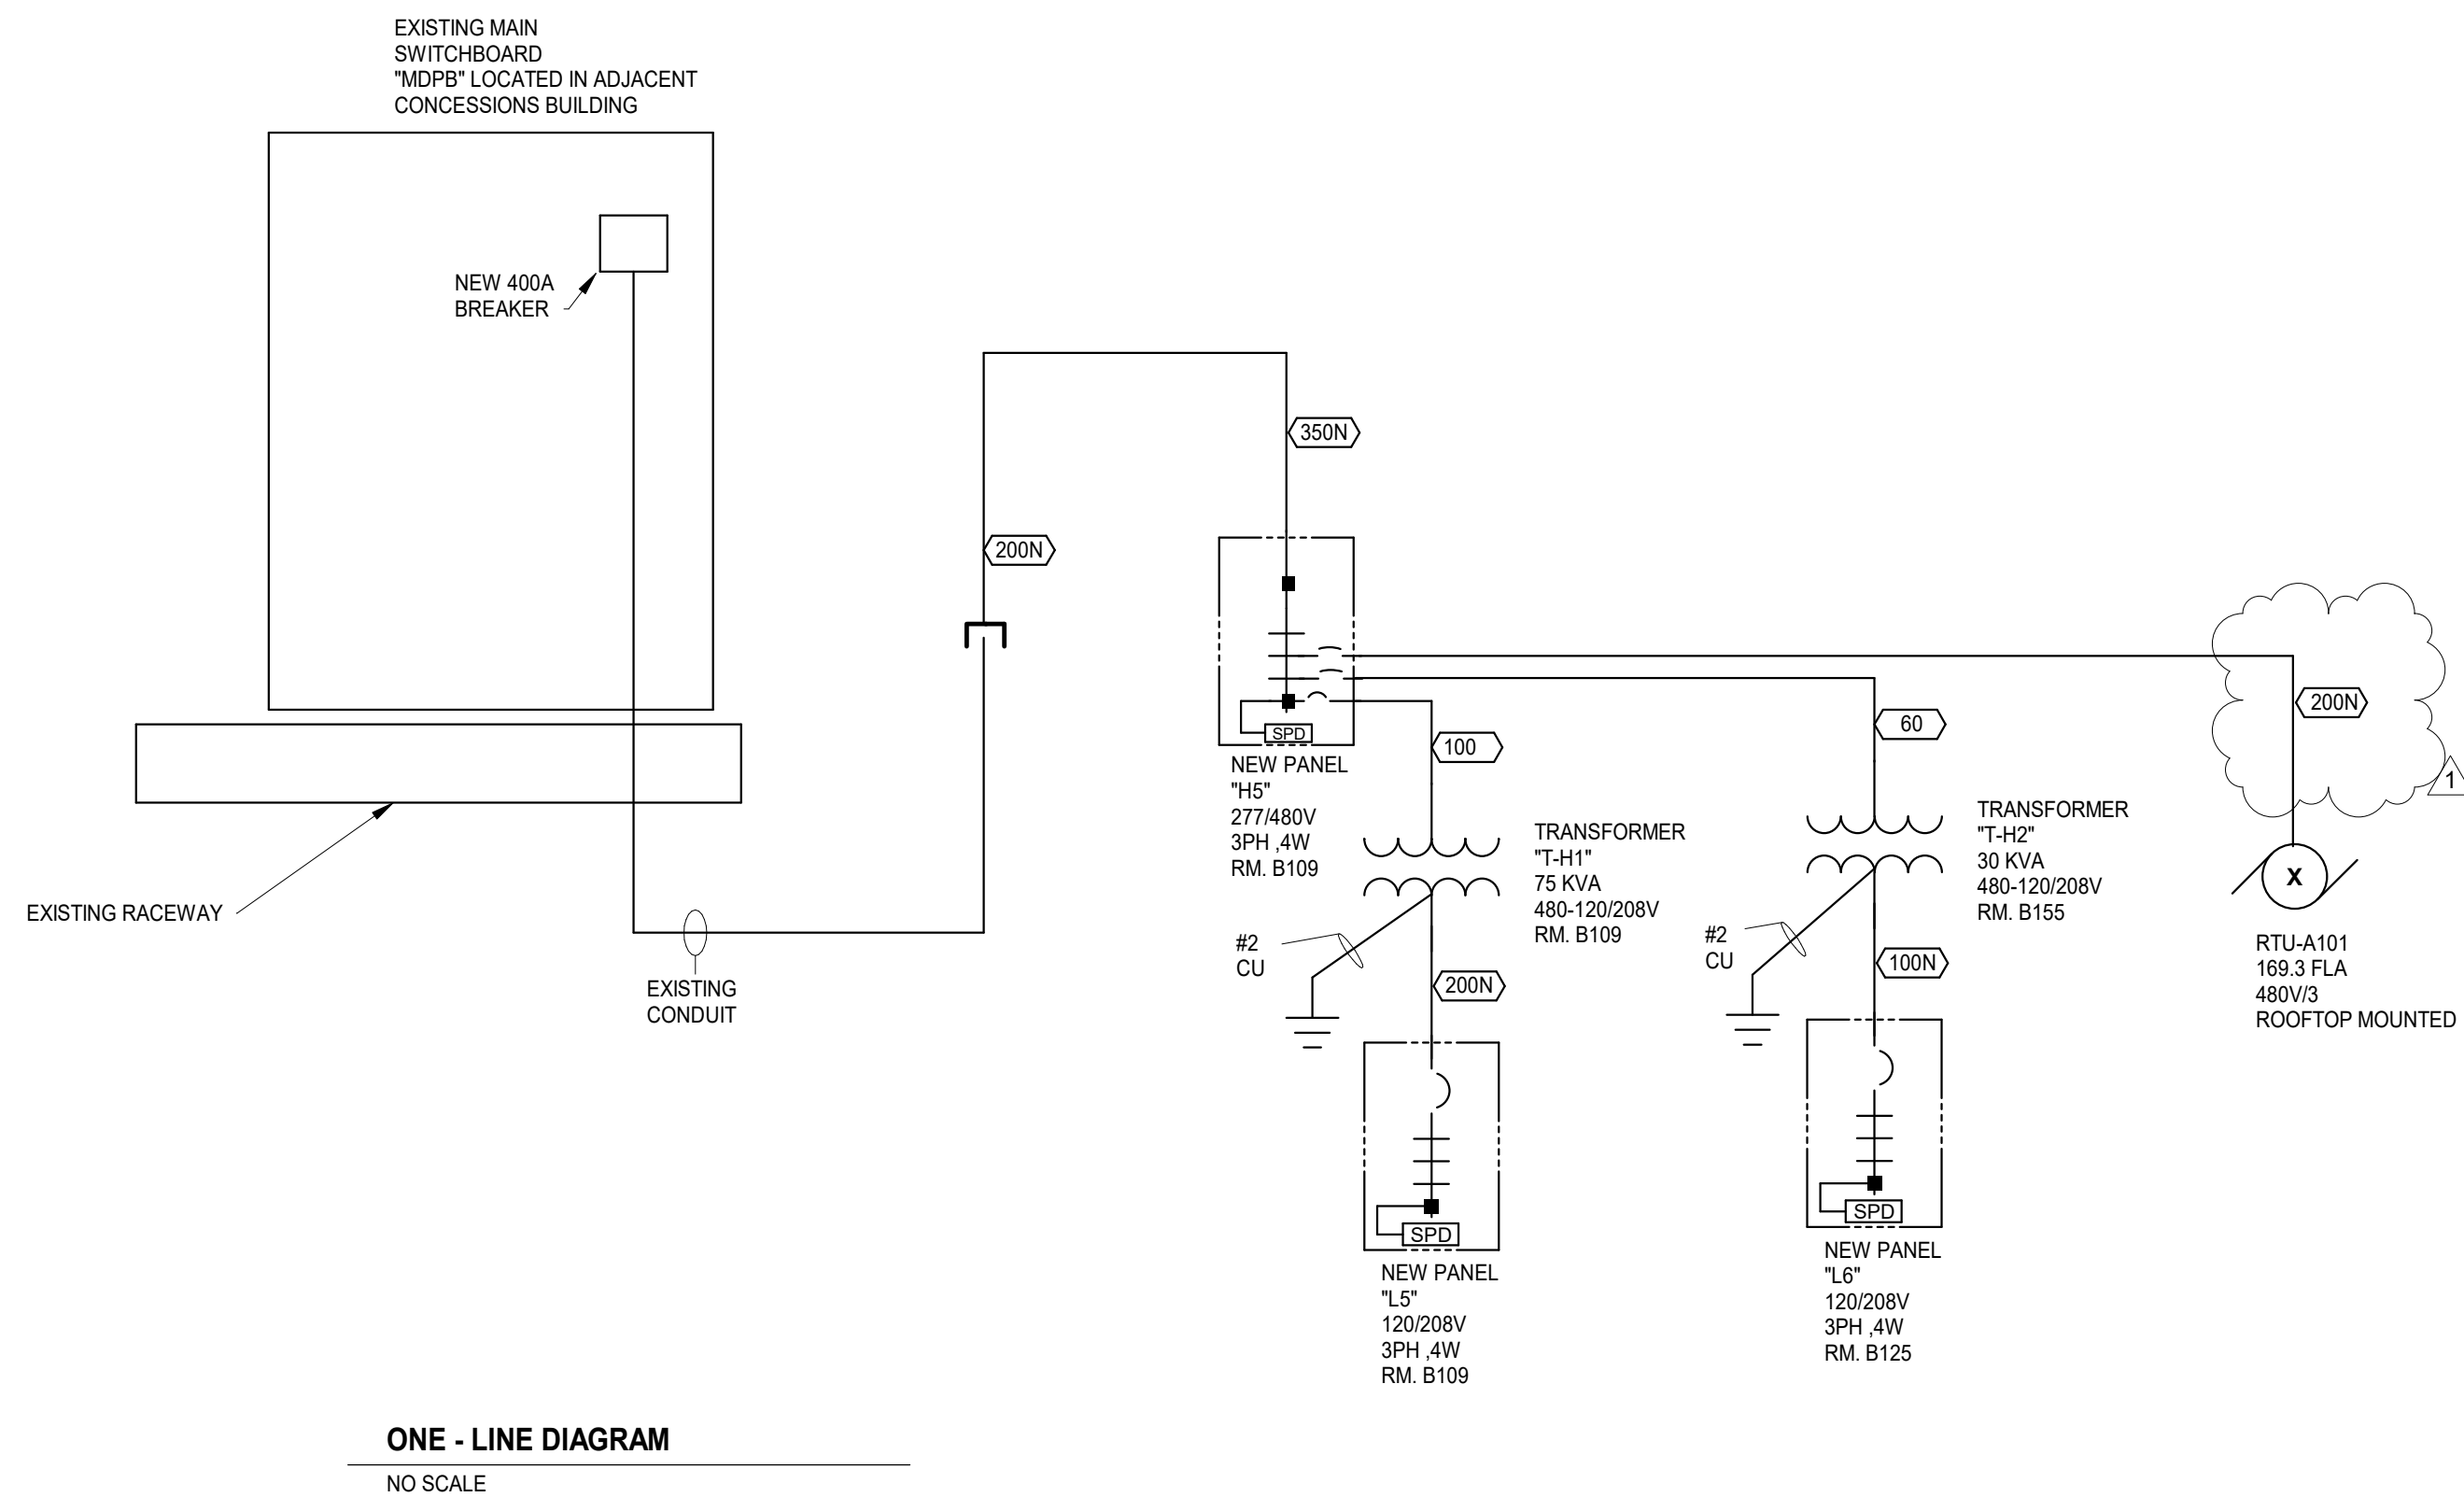 EXISTING MAIN
SWITCHBOARD
"MDPB" LOCATED IN ADJACENT
CONCESSIONS BUILDING
NEW 400A
BREAKER
EXISTING RACEWAY
EXISTING
CONDUIT
200N
350N
SPD
NEW PANEL
"H5"
277/480V
3PH ,4W
RM. B109
100
TRANSFORMER
"T-H1"
75 KVA
480-120/208V
RM. B109
#2
CU
200N
SPD
NEW PANEL
"L5"
120/208V
3PH ,4W
RM. B109
60
TRANSFORMER
"T-H2"
30 KVA
480-120/208V
RM. B155
#2
CU
100N
SPD
NEW PANEL
"L6"
120/208V
3PH ,4W
RM. B125
200N
1
X
RTU-A101
169.3 FLA
480V/3
ROOFTOP MOUNTED
ONE - LINE DIAGRAM
NO SCALE